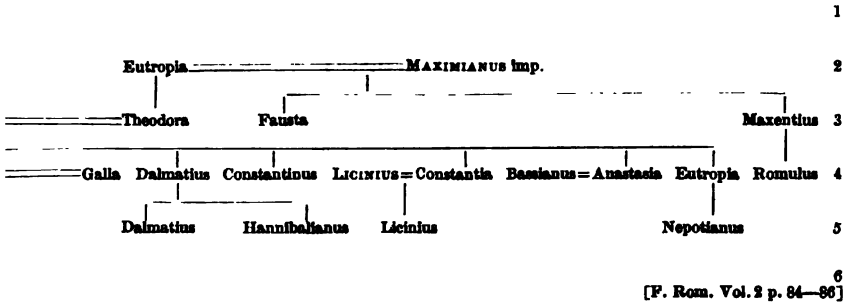 1
Eutropia MAXIMIANUS imp. 2
Theodora Fausta Maxentius 3
Galla Dalmatius Constantinus LICINIUS=Constantia Bassianus=Anastasia Eutropia Romulus 4
Dalmatius Hannibalianus Licinius Nepotianus 5
6
[F. Rom. Vol. 2 p. 84—86]